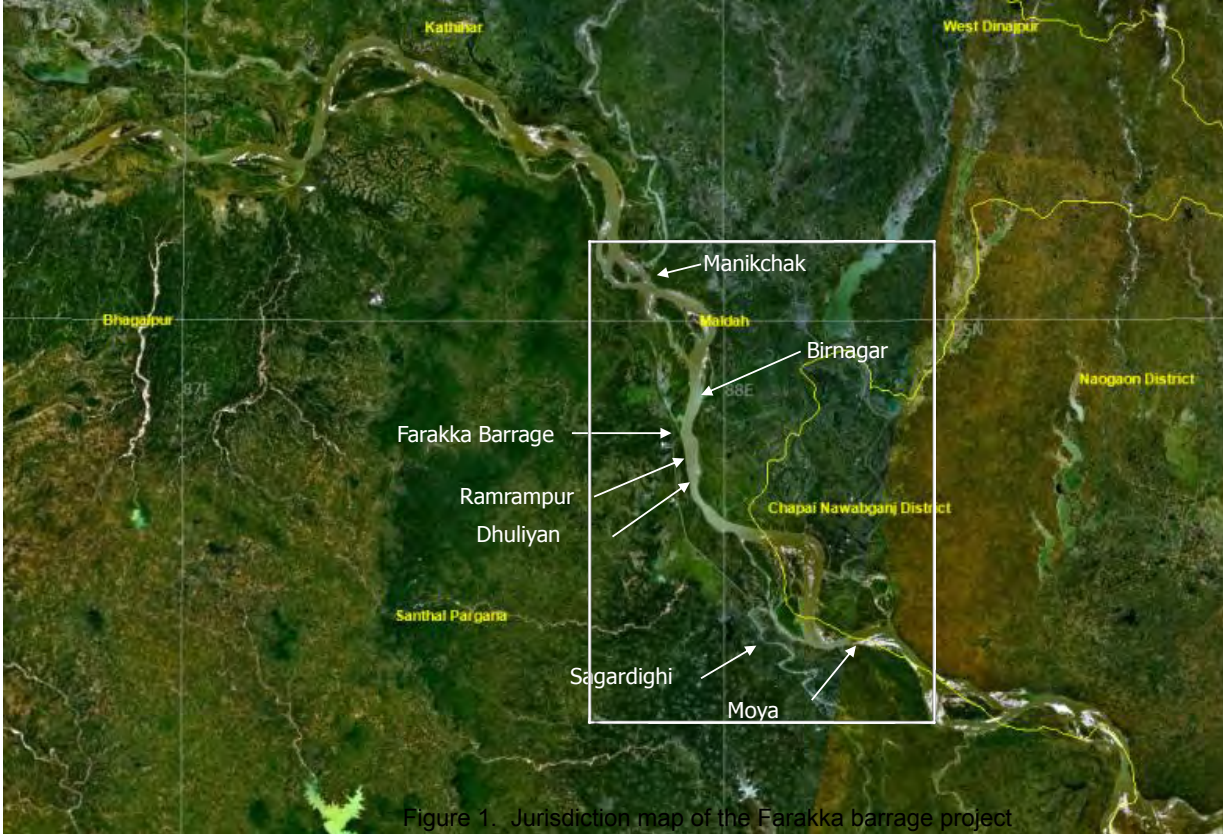 Kathihar
West Dinajpur
Manikchak
Bhagalpur
Maldah
25N
Birnagar
87E
88E
Naogaon District
Farakka Barrage
Ramrampur
Chapai Nawabganj District
Dhuliyan
Santhal Pargana
Sagardighi
Moya
Figure 1. Jurisdiction map of the Farakka barrage project